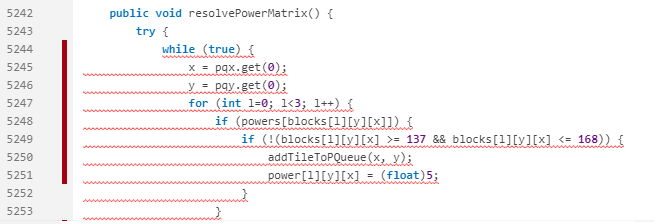 5242 public void resolvePowerMatrix() {
5243 try {
5244 while (true) {
5245 x = pqx.get(0);
5246 y = pqy.get(0);
5247 for (int l=0; l<3; l++) {
5248 if (powers[blocks[l][y][x]]) {
5249 if (!(blocks[l][y][x] >= 137 && blocks[l][y][x] <= 168)) {
5250 addTileToPQueue(x, y);
5251 power[l][y][x] = (float)5;
5252 }
5253 }